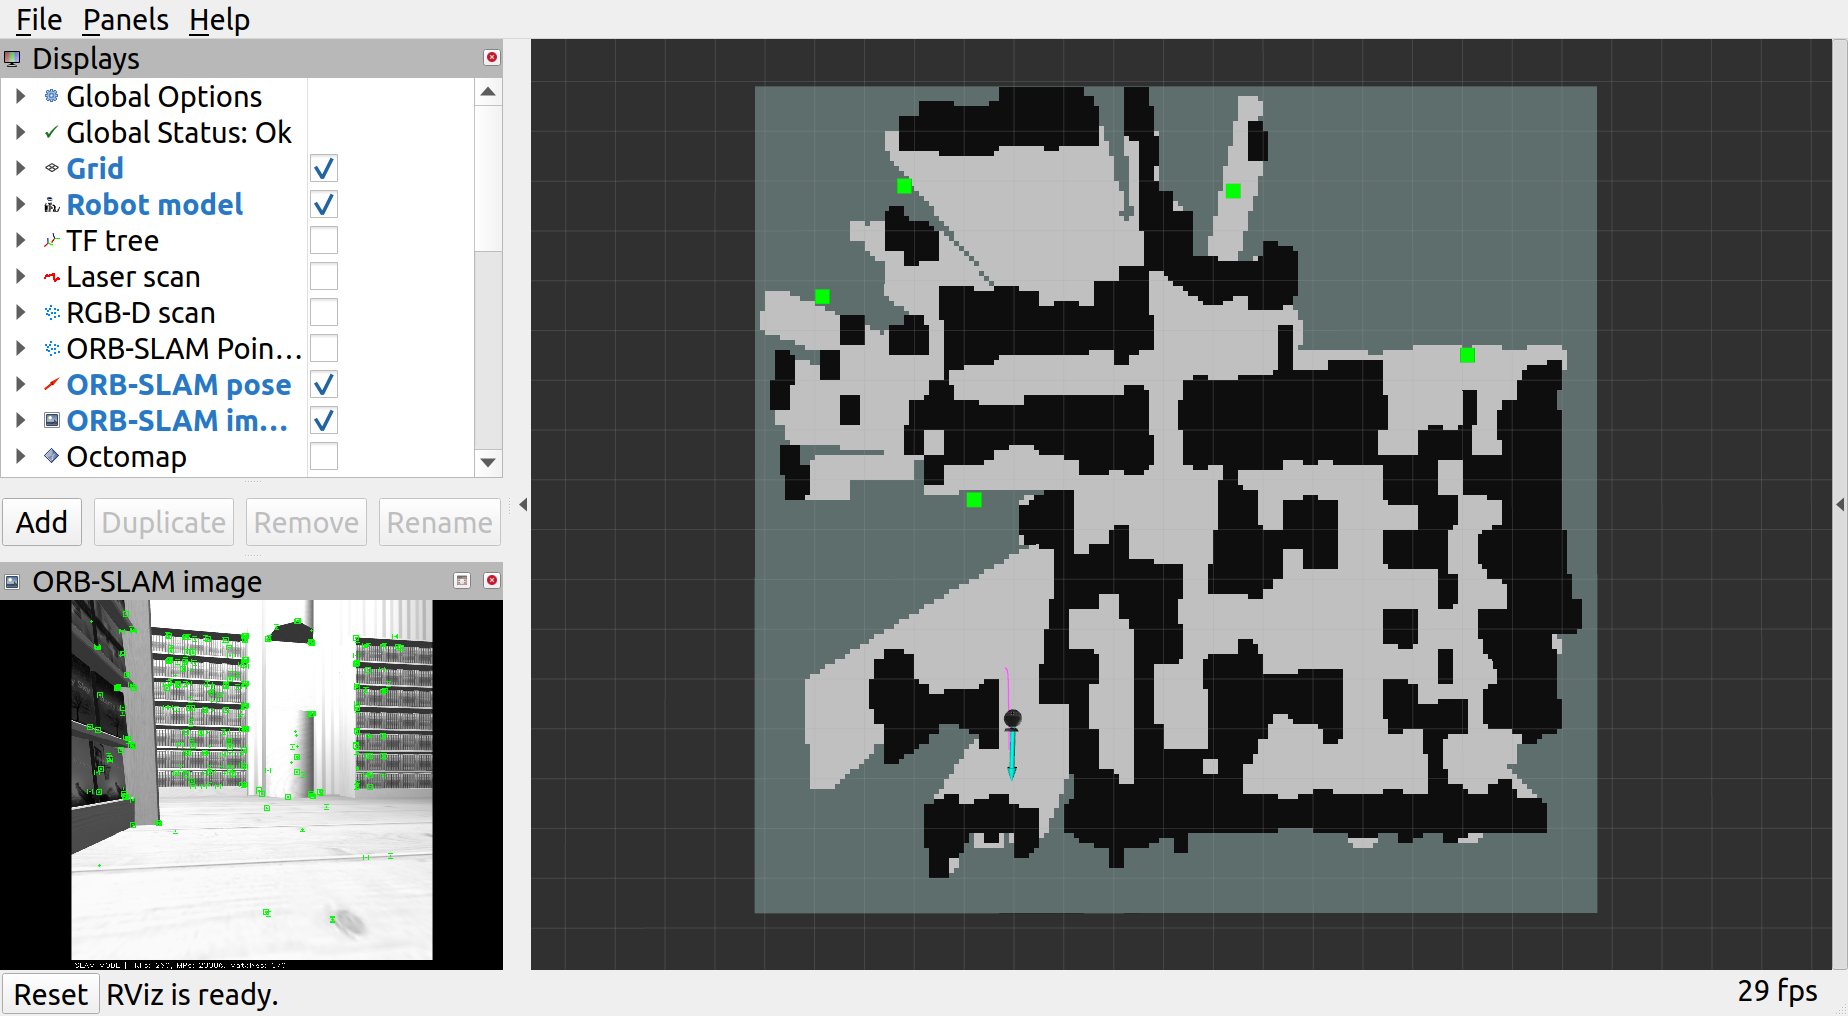 File Panels Help
Displays
Global Options
Global Status: Ok
Grid
Robot model
TF tree
Laser scan
RGB-D scan
ORB-SLAM Poin...
ORB-SLAM pose
ORB-SLAM im...
Octomap
Add Duplicate Remove Rename
ORB-SLAM image
SLAM MODE |
Reset RViz is ready.
29 fps